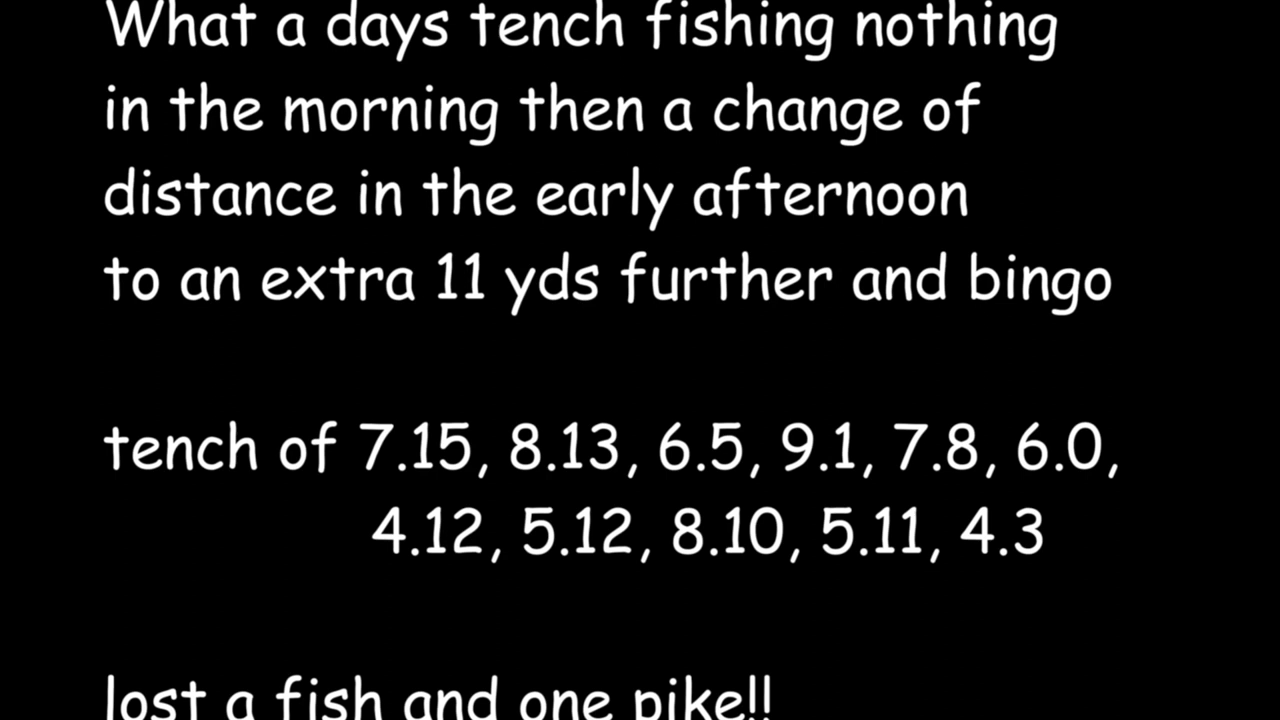 What a days tench fishing nothing
in the morning then a change of
distance in the early afternoon
to an extra 11 yds further and bingo
tench of 7.15, 8.13, 6.5, 9.1, 7.8, 6.0,
4.12, 5.12, 8.10, 5.11, 4.3
lost a fish and one pike!!